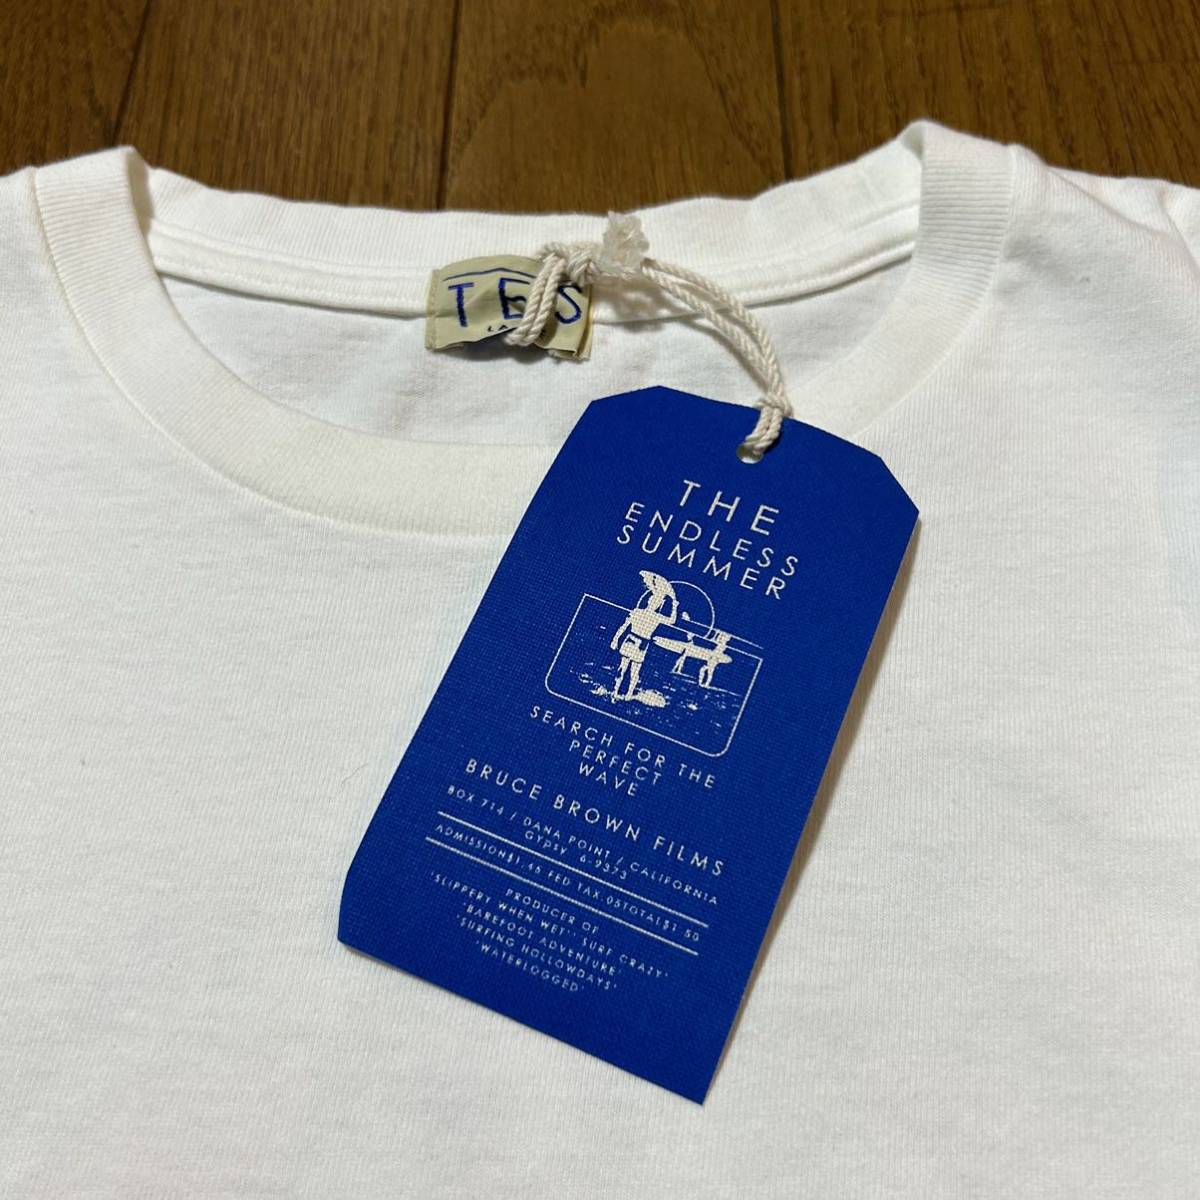 TES
THE
ENDLESS
SUMMER
SEARCH FOR THE
PERFECT
WAVE
BRUCE BROWN FILMS
BOX 714 / DANA POINT / CALIFORNIA
GYPSY 6-9373
ADMISSION$1.45 FED TAX.05TOTAL$1.50
PRODUCER OF
'SLIPPERY WHEN WET'' SURF CRAZY'
'BAREFOOT ADVENTURE'
'SURFING HOLLOWDAYS'
'WATERLOGGED'